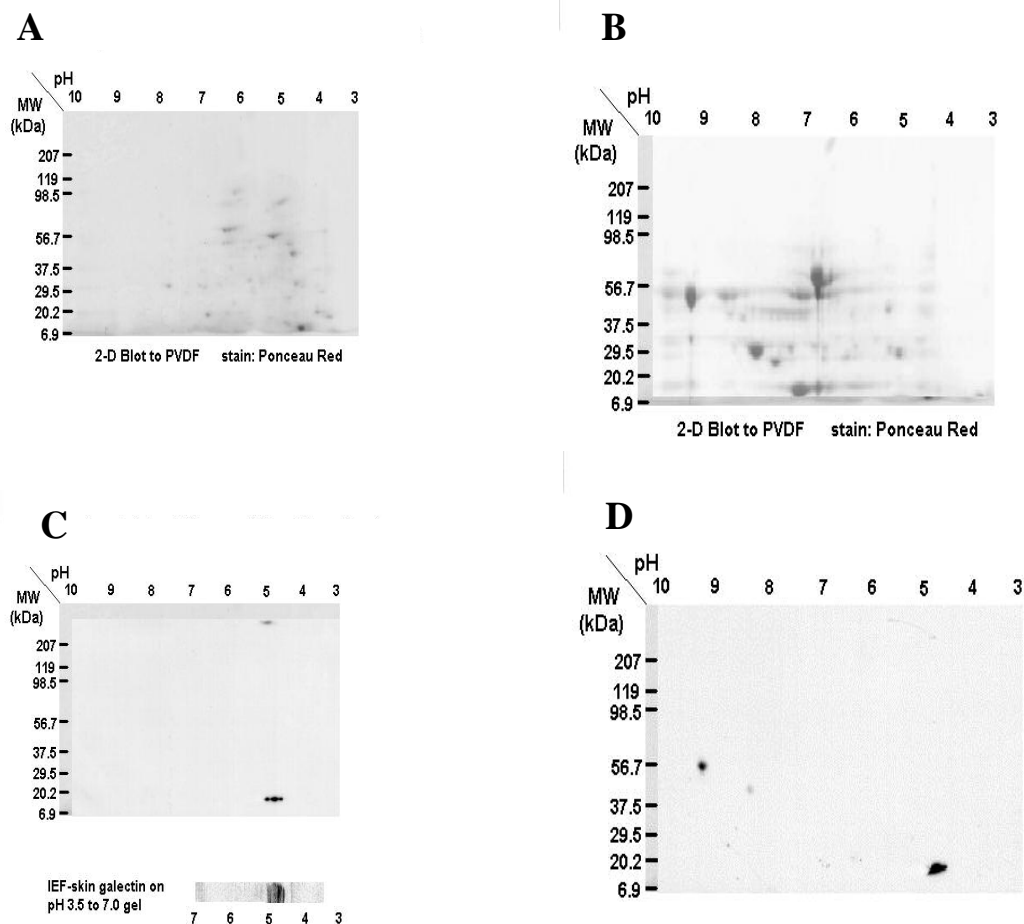 A
pH
10 9 8 7 6 5 4 3
MW
(kDa)
207
119
98.5
56.7
37.5
29.5
20.2
6.9
2-D Blot to PVDF stain: Ponceau Red
B
pH
10 9 8 7 6 5 4 3
MW
(kDa)
207
119
98.5
56.7
37.5
29.5
20.2
6.9
2-D Blot to PVDF stain: Ponceau Red
C
pH
10 9 8 7 6 5 4 3
MW
(kDa)
207
119
98.5
56.7
37.5
29.5
20.2
6.9
IEF-skin galectin on
pH 3.5 to 7.0 gel
7 6 5 4 3
D
pH
10 9 8 7 6 5 4 3
MW
(kDa)
207
119
98.5
56.7
37.5
29.5
20.2
6.9